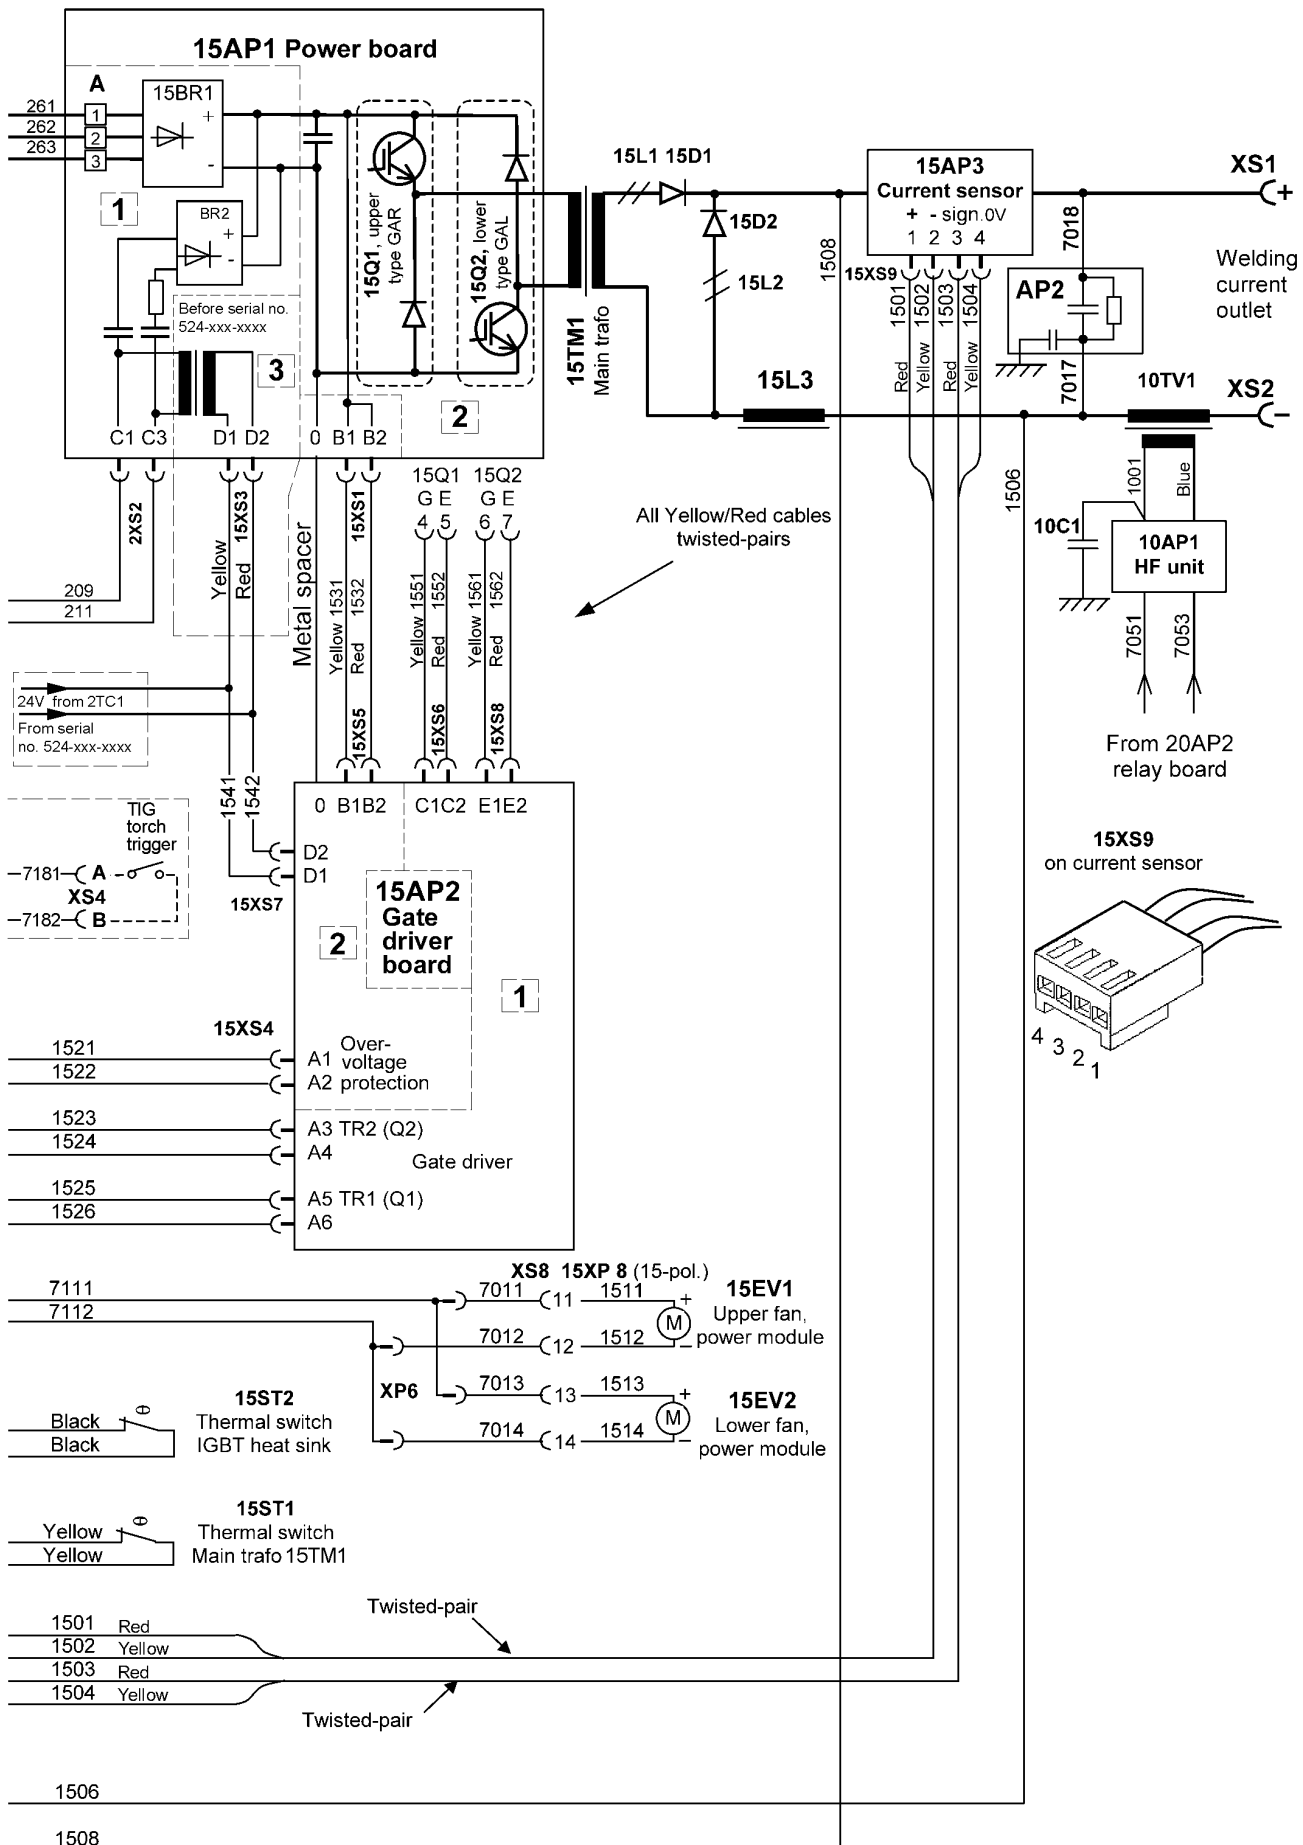 15AP1 Power board
A
261
262
263
1
2
3
15BR1
+
-
1
BR2
+
-
Before serial no.
524-xxx-xxxx
3
2
15Q1, upper
type GAR
15Q2, lower
type GAL
15TM1
Main trafo
15L1 15D1
15D2
15L2
15L3
1508
15AP3
Current sensor
+ - sign.0V
1 2 3 4
15XS9
1501
1502
1503
1504
Red
Yellow
Red
Yellow
XS1
+
7018
AP2
7017
Welding
current
outlet
10TV1
XS2
-
1001
Blue
10C1
10AP1
HF unit
7051
7053
From 20AP2
relay board
1506
C1 C3
D1 D2
0 B1 B2
2XS2
15XS3
15XS1
Yellow
Red
Metal spacer
209
211
15Q1
G E
4 5
15Q2
G E
6 7
Yellow 1531
Red 1532
Yellow 1551
Red 1552
Yellow 1561
Red 1562
15XS5
15XS6
15XS8
All Yellow/Red cables
twisted-pairs
24V from 2TC1
From serial
no. 524-xxx-xxxx
1541
1542
TIG
torch
trigger
7181
A
XS4
7182
B
0 B1B2 C1C2 E1E2
D2
D1
15XS7
15AP2
Gate
driver
board
2
1
15XS4
1521
1522
A1
A2
Over-
voltage
protection
1523
1524
A3 TR2 (Q2)
A4
Gate driver
1525
1526
A5 TR1 (Q1)
A6
15XS9
on current sensor
4
3
2
1
7111
7112
XS8 15XP 8 (15-pol.)
7011 11 1511
7012 12 1512
M
+
-
15EV1
Upper fan,
power module
XP6
7013 13 1513
7014 14 1514
M
+
-
15EV2
Lower fan,
power module
Black
Black
15ST2
Thermal switch
IGBT heat sink
Yellow
Yellow
15ST1
Thermal switch
Main trafo 15TM1
1501 Red
1502 Yellow
1503 Red
1504 Yellow
Twisted-pair
Twisted-pair
1506
1508